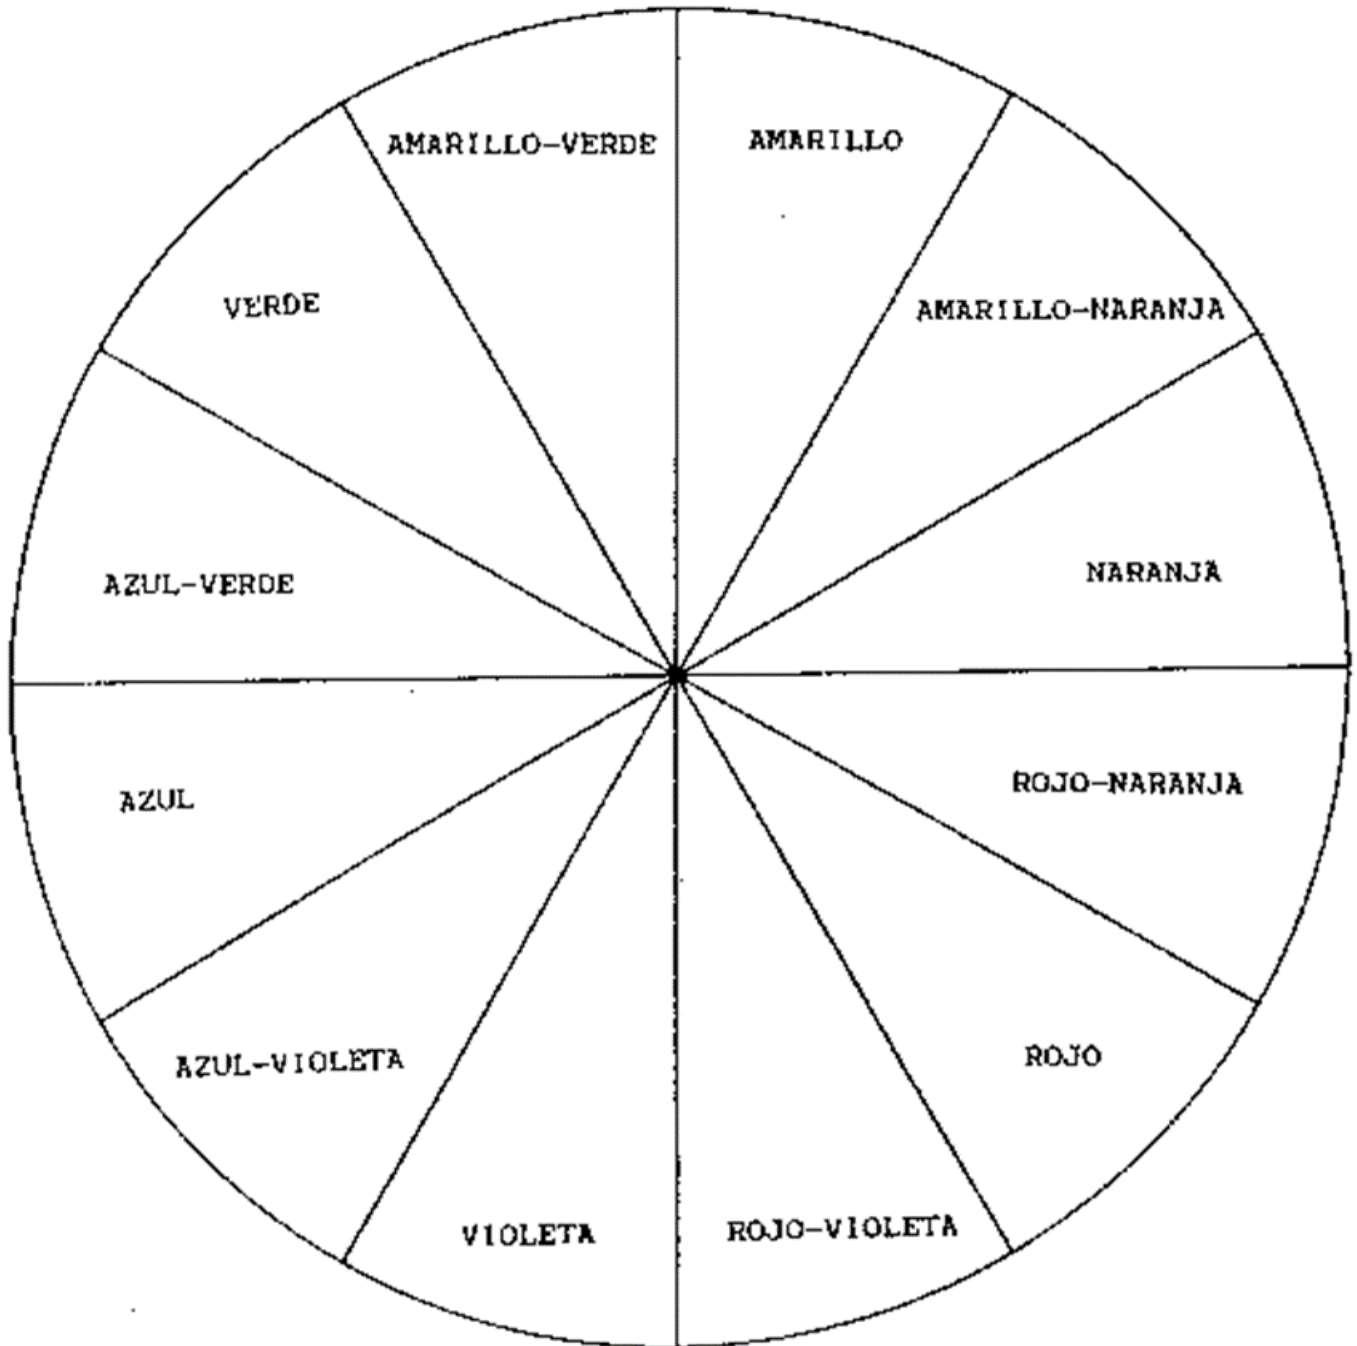 AMARILLO-VERDE
AMARILLO
VERDE
AMARILLO-NARANJA
AZUL-VERDE
NARANJA
AZUL
ROJO-NARANJA
AZUL-VIOLETA
ROJO
VIOLETA
ROJO-VIOLETA